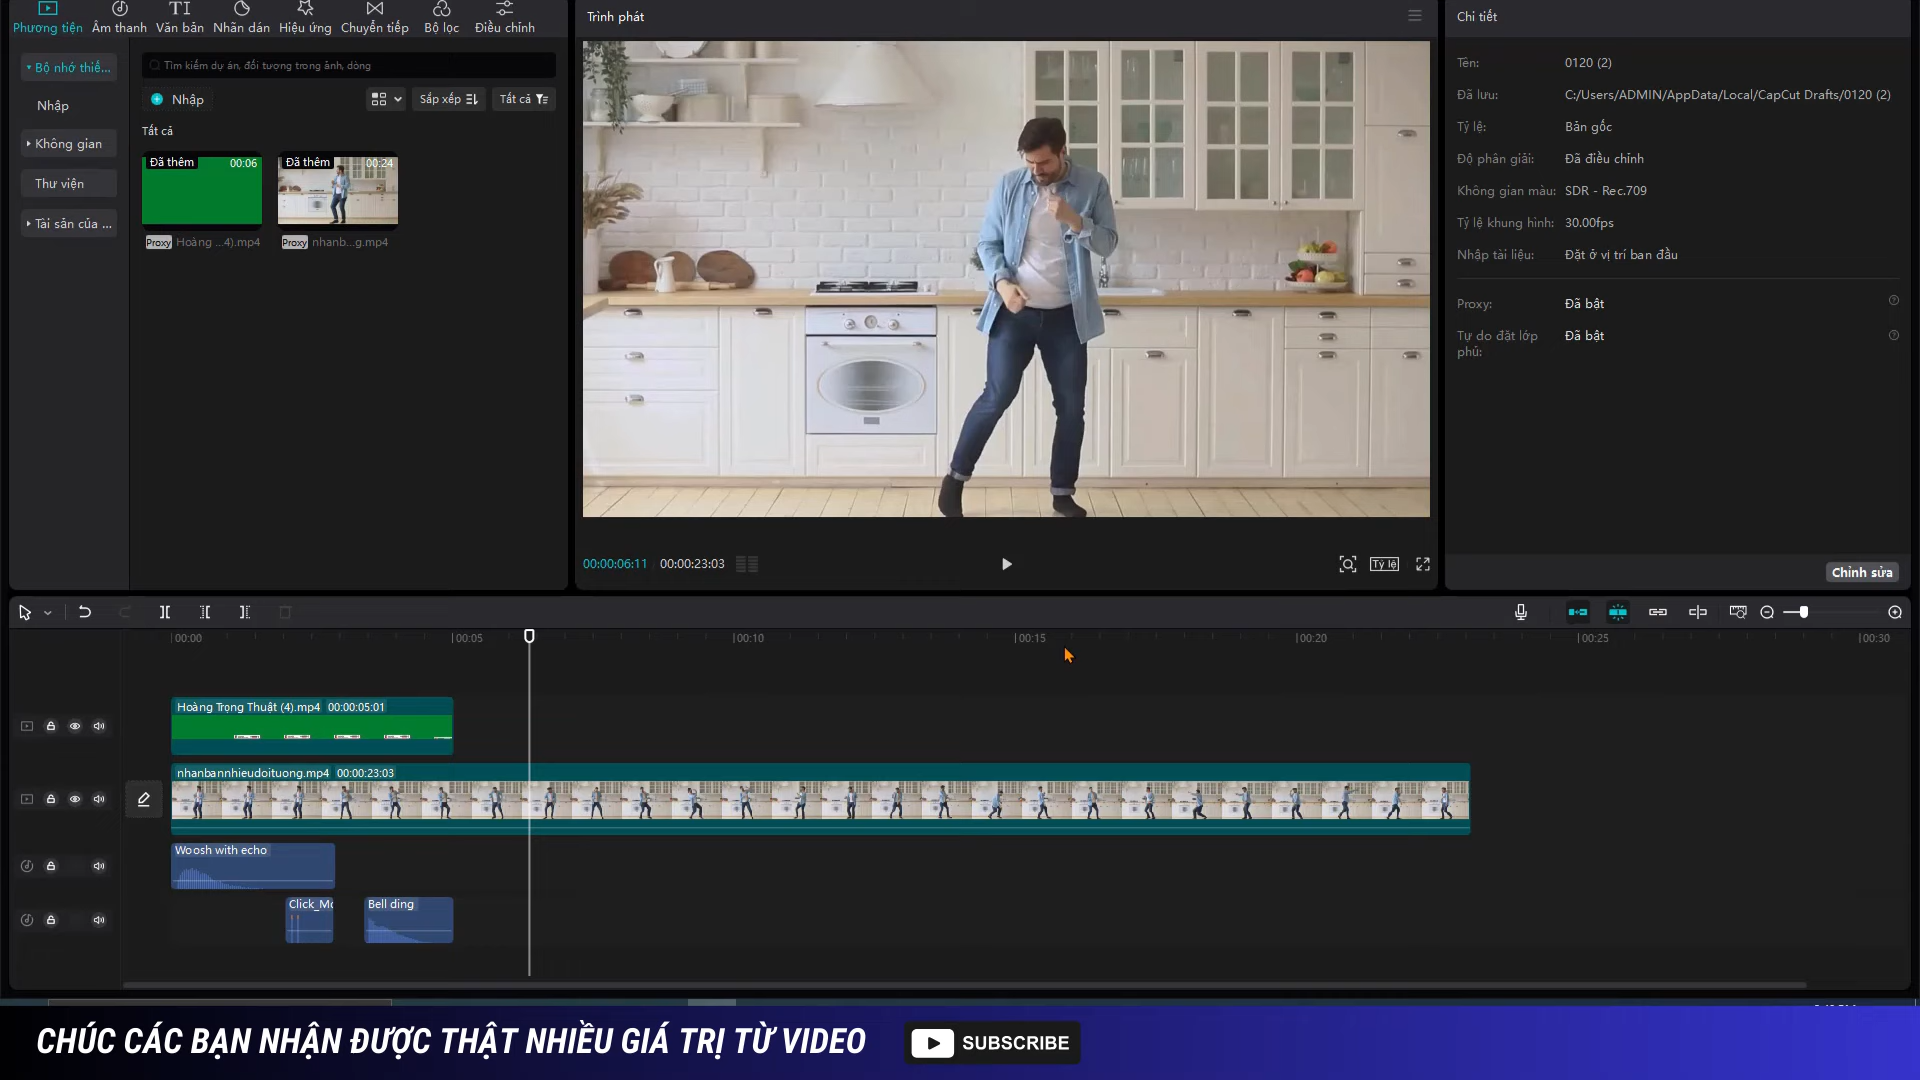 Phương tiện
Âm thanh
Văn bản
Nhãn dán
Hiệu ứng
Chuyển tiếp
Bộ lọc
Điều chỉnh
Bộ nhớ thiế...
Nhập
Không gian
Thư viện
Tài sản của ...
Tìm kiếm dự án, đối tượng trong ảnh, dòng
Nhập
Sắp xếp
Tất cả
Tất cả
Đã thêm 00:06
Đã thêm 00:24
Proxy Hoàng ...4).mp4
Proxy nhanb...g.mp4
Trình phát
00:00:06:11 00:00:23:03
Tỷ lệ
Chi tiết
Tên: 0120 (2)
Đã lưu: C:/Users/ADMIN/AppData/Local/CapCut Drafts/0120 (2)
Tỷ lệ: Bản gốc
Độ phân giải: Đã điều chỉnh
Không gian màu: SDR - Rec.709
Tỷ lệ khung hình: 30.00fps
Nhập tài liệu: Đặt ở vị trí ban đầu
Proxy: Đã bật
Tự do đặt lớp phủ: Đã bật
Chỉnh sửa
00:00 00:05 00:10 00:15 00:20 00:25 00:30
Hoàng Trọng Thuật (4).mp4 00:00:05:01
nhanbannhieudoituong.mp4 00:00:23:03
Woosh with echo
Click_Mo
Bell ding
CHÚC CÁC BẠN NHẬN ĐƯỢC THẬT NHIỀU GIÁ TRỊ TỪ VIDEO
SUBSCRIBE